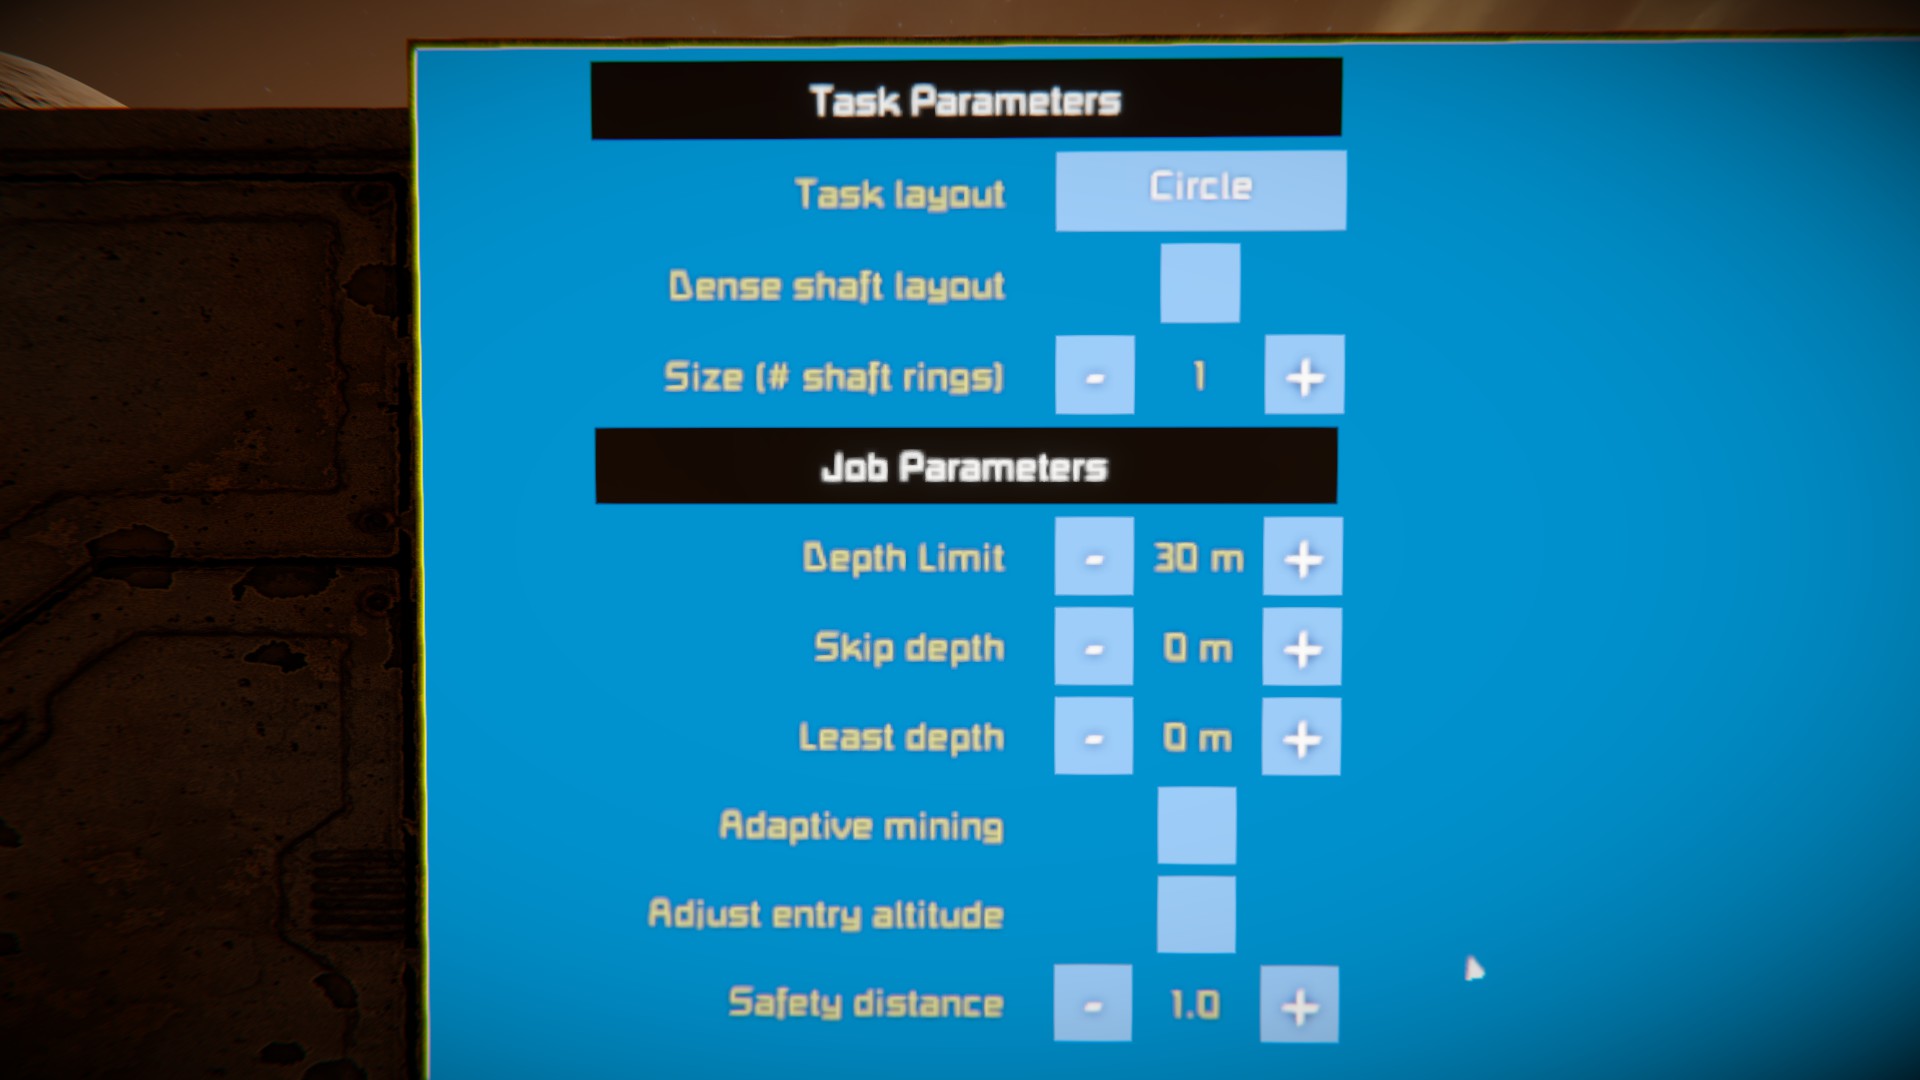 Task Parameters
Task layout Circle
Dense shaft layout
Size (# shaft rings) - 1 +
Job Parameters
Depth Limit - 30 m +
Skip depth - 0 m +
Least depth - 0 m +
Adaptive mining
Adjust entry altitude
Safety distance - 1.0 +